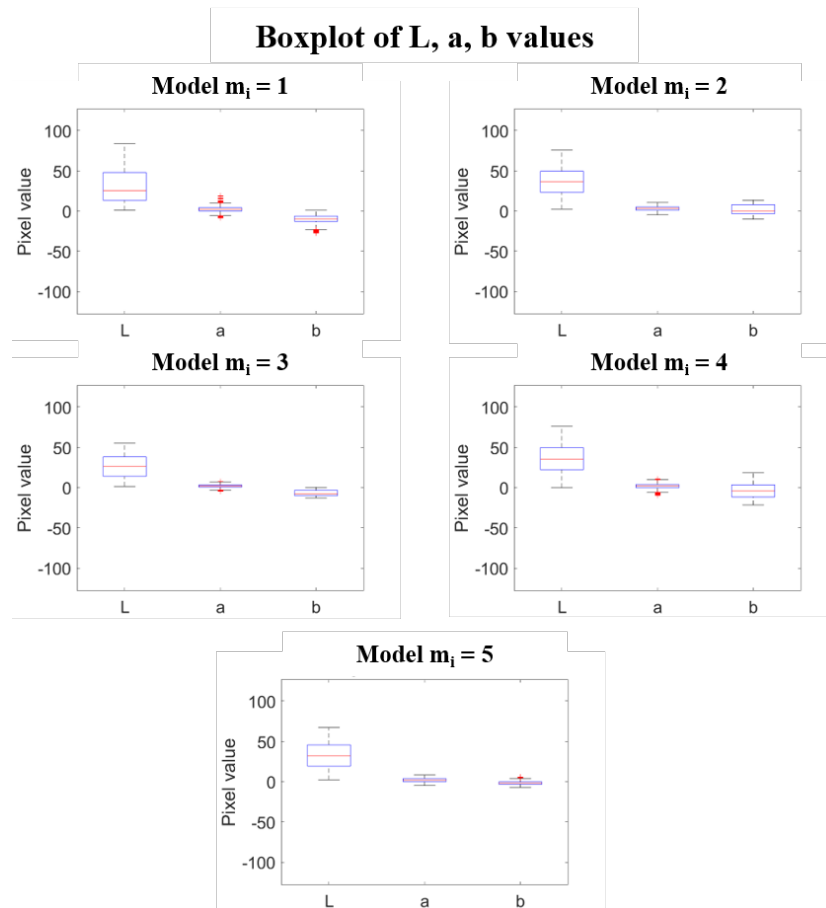 Boxplot of L, a, b values
Model mi = 1
Model mi = 2
100
50
0
-50
-100
Pixel value
L a b
100
50
0
-50
-100
Pixel value
L a b
Model mi = 3
Model mi = 4
100
50
0
-50
-100
Pixel value
L a b
100
50
0
-50
-100
Pixel value
L a b
Model mi = 5
100
50
0
-50
-100
Pixel value
L a b